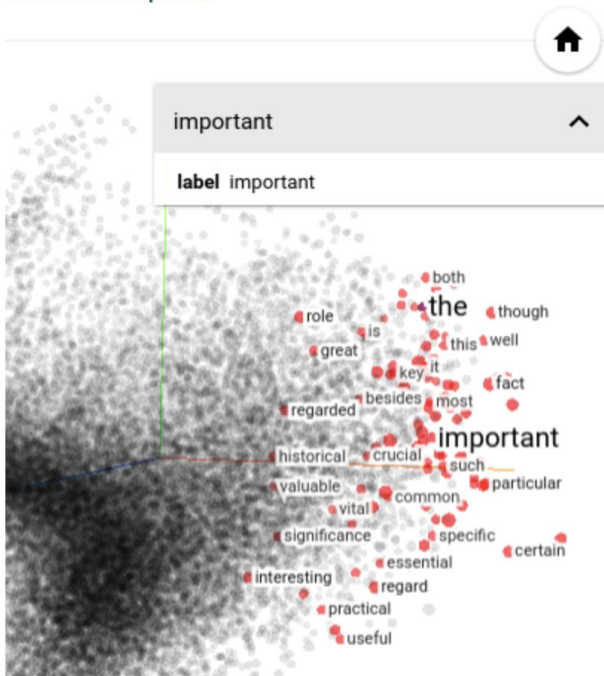 important
label important
both
the
though
role
is
this
well
great
it
key
fact
besides
most
regarded
important
historical
crucial
such
valuable
particular
common
vital
significance
specific
certain
essential
interesting
regard
practical
useful